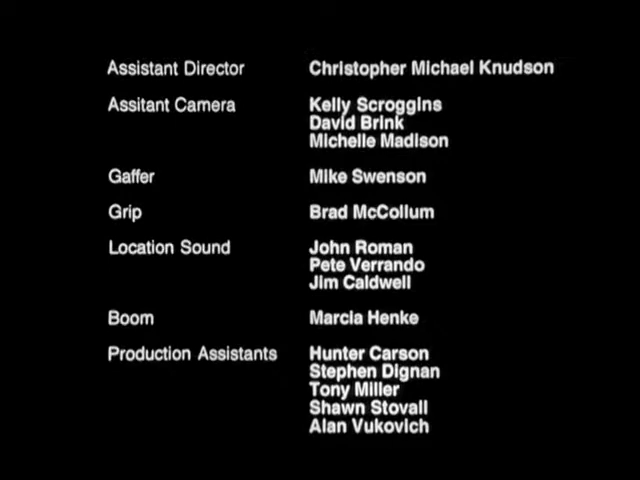 Assistant Director Christopher Michael Knudson
Assitant Camera Kelly Scroggins
David Brink
Michelle Madison
Gaffer Mike Swenson
Grip Brad McCollum
Location Sound John Roman
Pete Verrando
Jim Caldwell
Boom Marcia Henke
Production Assistants Hunter Carson
Stephen Dignan
Tony Miller
Shawn Stovall
Alan Vukovich